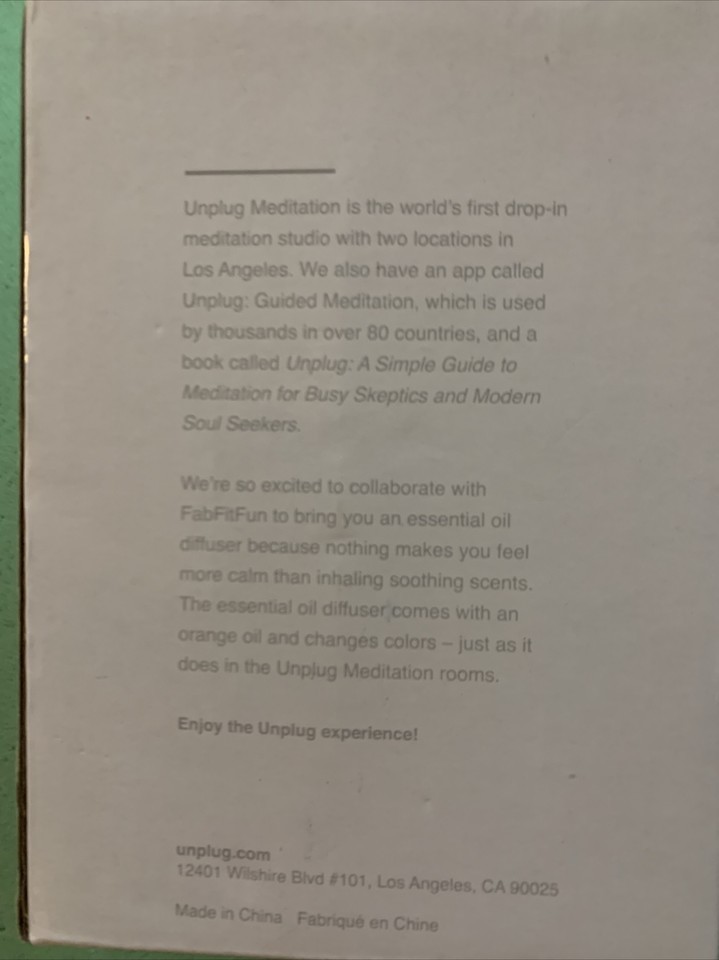 Unplug Meditation is the world's first drop-in
meditation studio with two locations in
Los Angeles. We also have an app called
Unplug: Guided Meditation, which is used
by thousands in over 80 countries, and a
book called Unplug: A Simple Guide to
Meditation for Busy Skeptics and Modern
Soul Seekers.
We're so excited to collaborate with
FabFitFun to bring you an essential oil
diffuser because nothing makes you feel
more calm than inhaling soothing scents.
The essential oil diffuser comes with an
orange oil and changes colors – just as it
does in the Unplug Meditation rooms.
Enjoy the Unplug experience!
unplug.com
12401 Wilshire Blvd #101, Los Angeles, CA 90025
Made in China Fabriqué en Chine